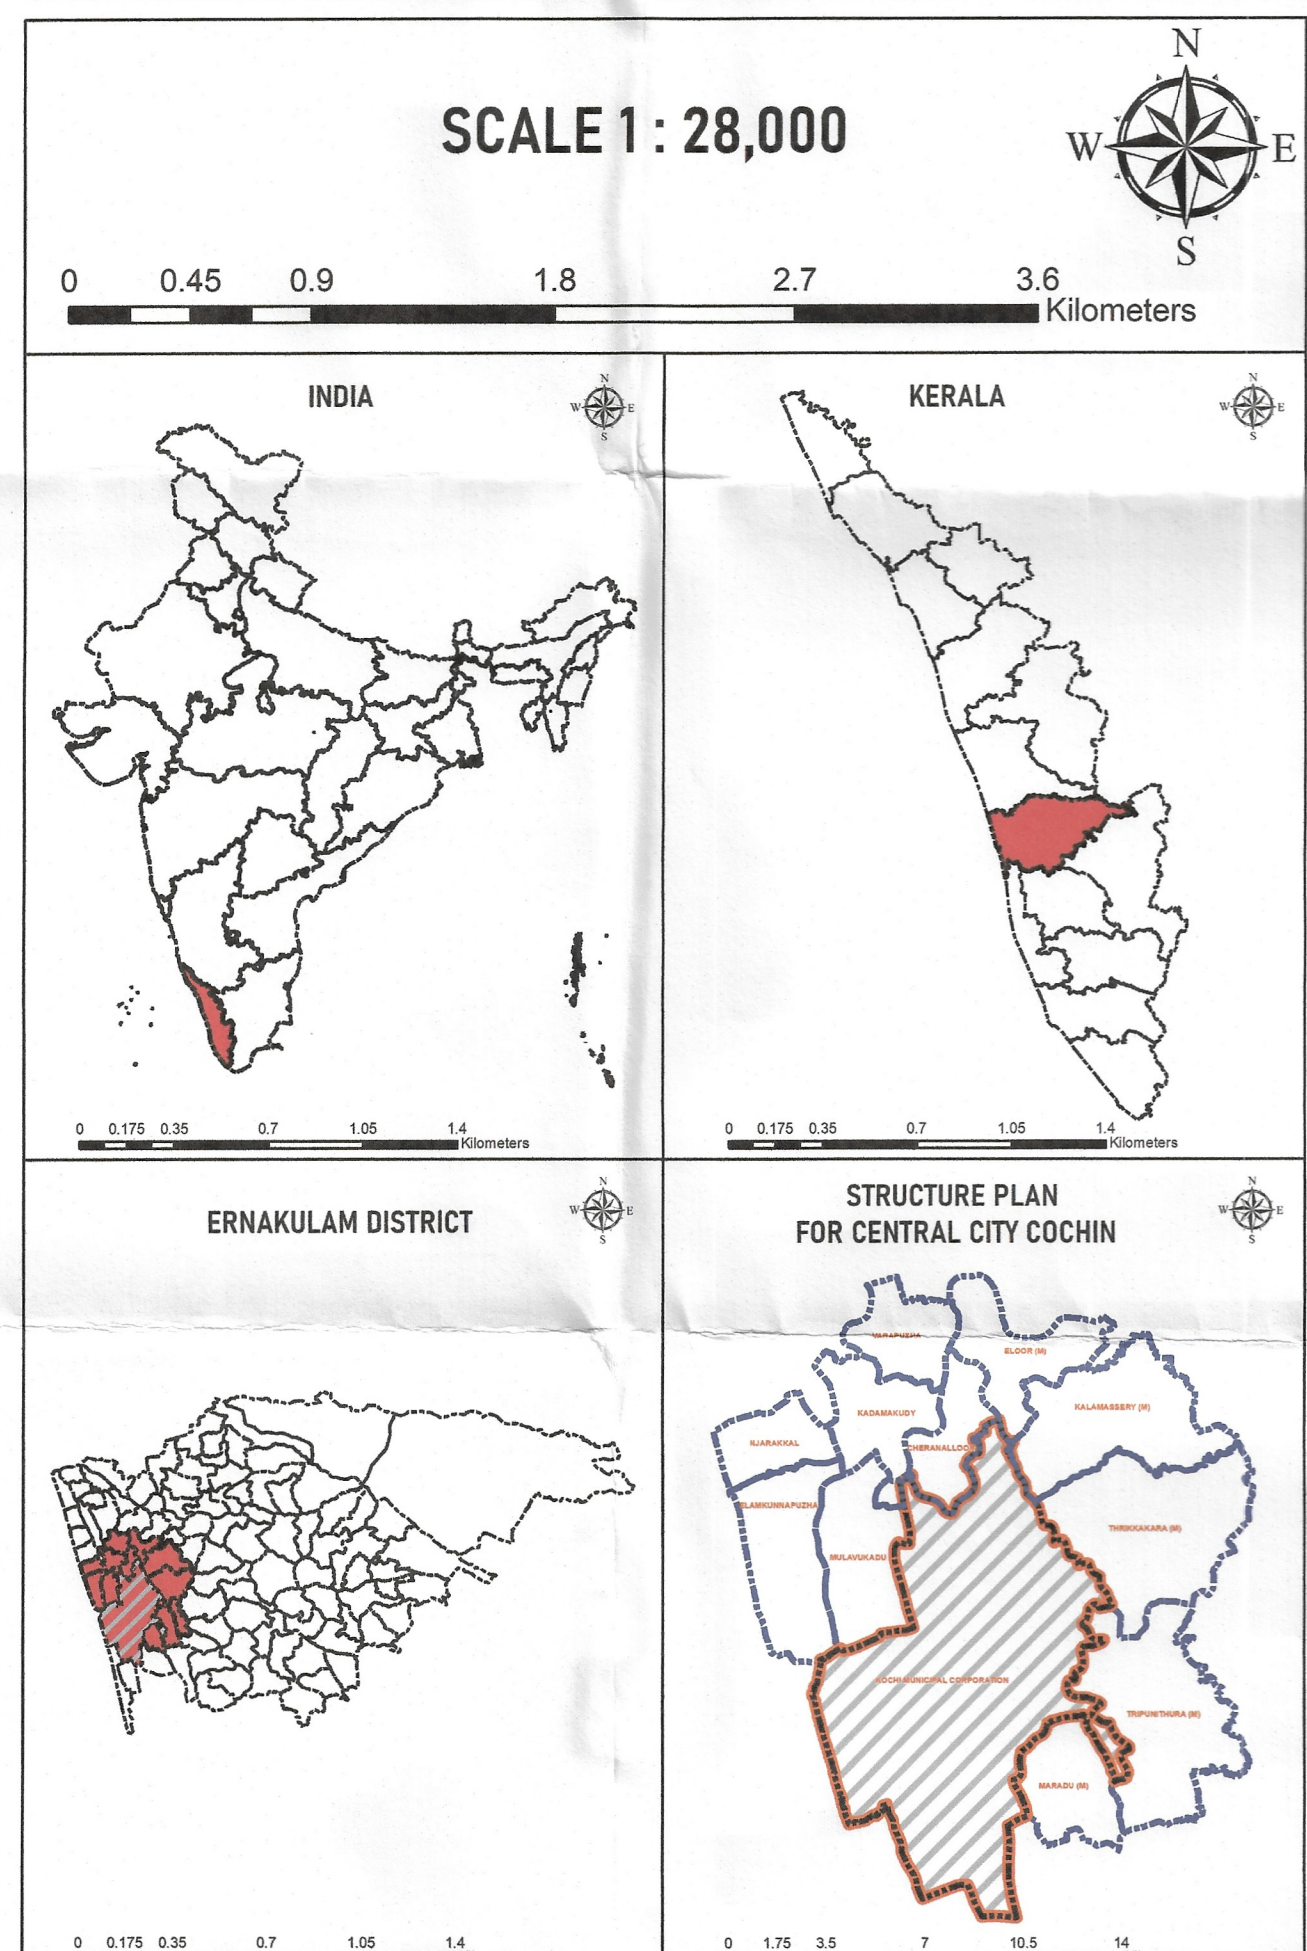 N
SCALE 1 : 28,000
W E
S
0 0.45 0.9 1.8 2.7 3.6
Kilometers
INDIA
N
W E
S
KERALA
N
W E
S
0 0.175 0.35 0.7 1.05 1.4
Kilometers
0 0.175 0.35 0.7 1.05 1.4
Kilometers
ERNAKULAM DISTRICT
N
W E
S
STRUCTURE PLAN
FOR CENTRAL CITY COCHIN
N
W E
S
VARAPUZHA
ELOOR (M)
KADAMAKUDY
KALAMASSERY (M)
NJARAKKAL
CHERANALLOOR
ELAMKUNNAPUZHA
THRIKKAKARA (M)
MULAVUKADU
KOCHI MUNICIPAL CORPORATION
TRIPUNITHURA (M)
MARADU (M)
0 0.175 0.35 0.7 1.05 1.4
0 1.75 3.5 7 10.5 14